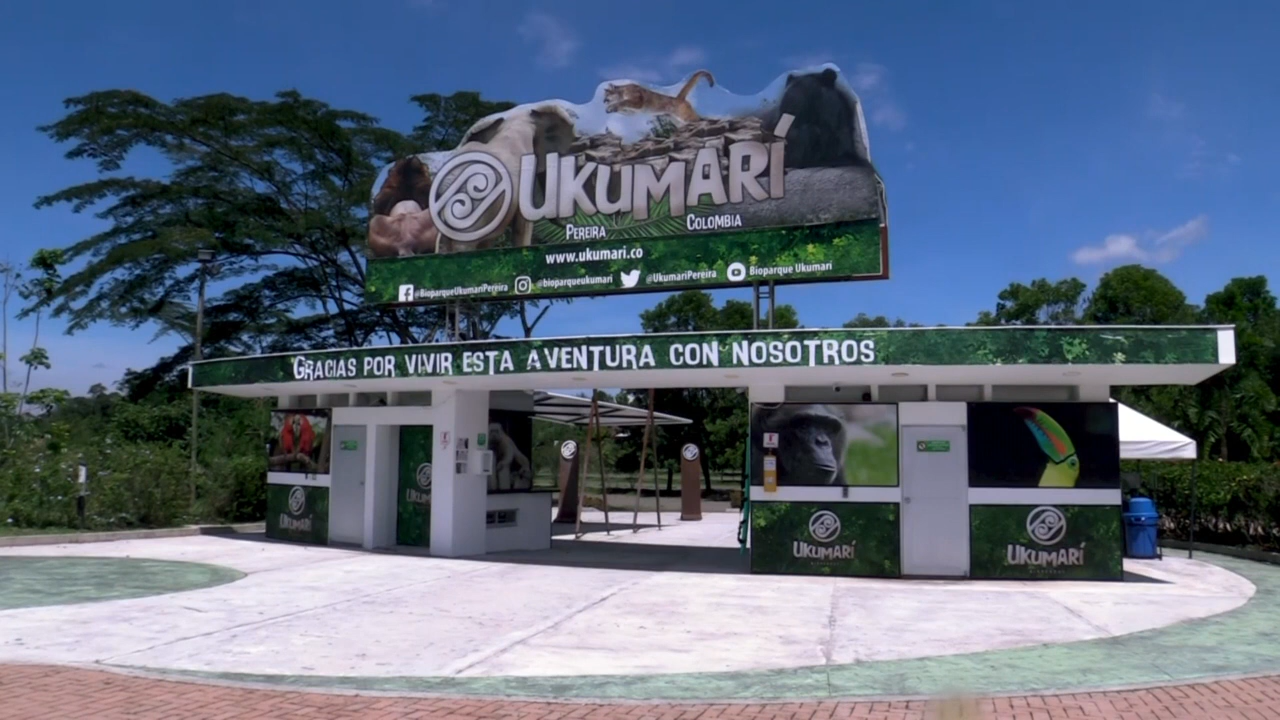 UKUMARÍ
PEREIRA COLOMBIA
www.ukumari.co
@BioparqueUkumariPereira @bioparqueukumari @UkumariPereira Bioparque Ukumari
GRACIAS POR VIVIR ESTA AVENTURA CON NOSOTROS
UKUMARÍ
UKUM
UKUMARÍ
UKUMARÍ